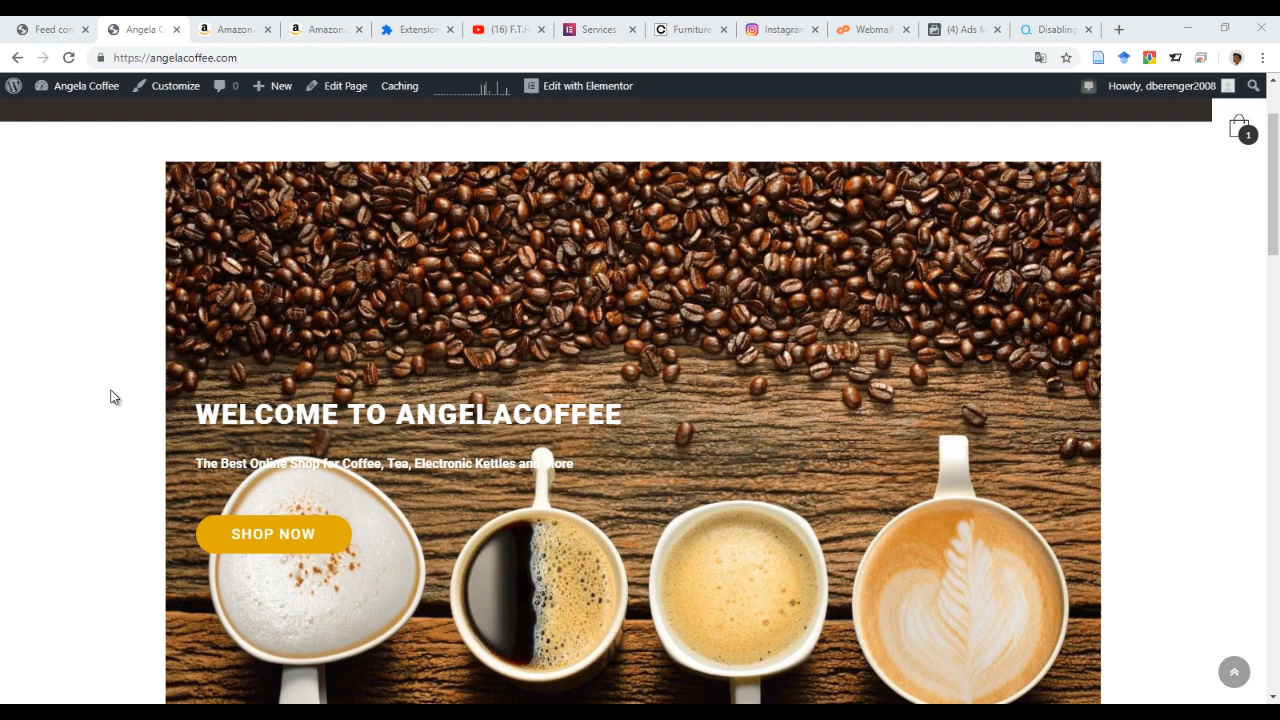 Feed con
Angela C
Amazon.c
Amazon.
Extension
(16) F.T.H
Services
Furniture
Instagram
Webmail
(4) Ads M
Disabling
https://angelacoffee.com
Angela Coffee
Customize
0
New
Edit Page
Caching
Edit with Elementor
Howdy, dberenger2008
1
WELCOME TO ANGELACOFFEE
The Best Online Shop for Coffee, Tea, Electronic Kettles and More
SHOP NOW